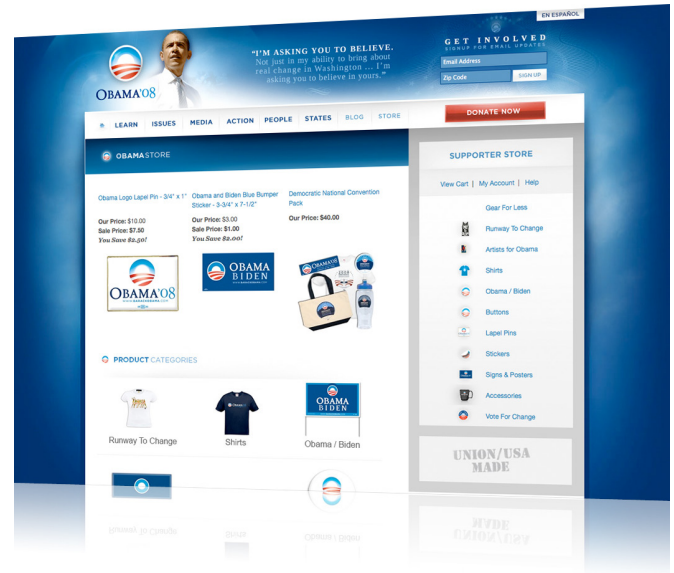 EN ESPAÑOL
OBAMA'08
"I'M ASKING YOU TO BELIEVE.
Not just in my ability to bring about
real change in Washington ... I'm
asking you to believe in yours."
GET INVOLVED
SIGNUP FOR EMAIL UPDATES
Email Address
Zip Code
SIGN UP
LEARN ISSUES MEDIA ACTION PEOPLE STATES BLOG STORE
DONATE NOW
OBAMASTORE
Obama Logo Lapel Pin - 3/4" x 1"
Our Price: $10.00
Sale Price: $7.50
You Save $2.50!
OBAMA'08
Obama and Biden Blue Bumper
Sticker - 3-3/4" x 7-1/2"
Our Price: $3.00
Sale Price: $1.00
You Save $2.00!
OBAMA
BIDEN
Democratic National Convention
Pack
Our Price: $40.00
OBAMA'08
PRODUCT CATEGORIES
OBAMA
BIDEN
Runway To Change
Shirts
Obama / Biden
SUPPORTER STORE
View Cart | My Account | Help
Gear For Less
Runway To Change
Artists for Obama
Shirts
Obama / Biden
Buttons
Lapel Pins
Stickers
Signs & Posters
Accessories
Vote For Change
UNION/USA
MADE